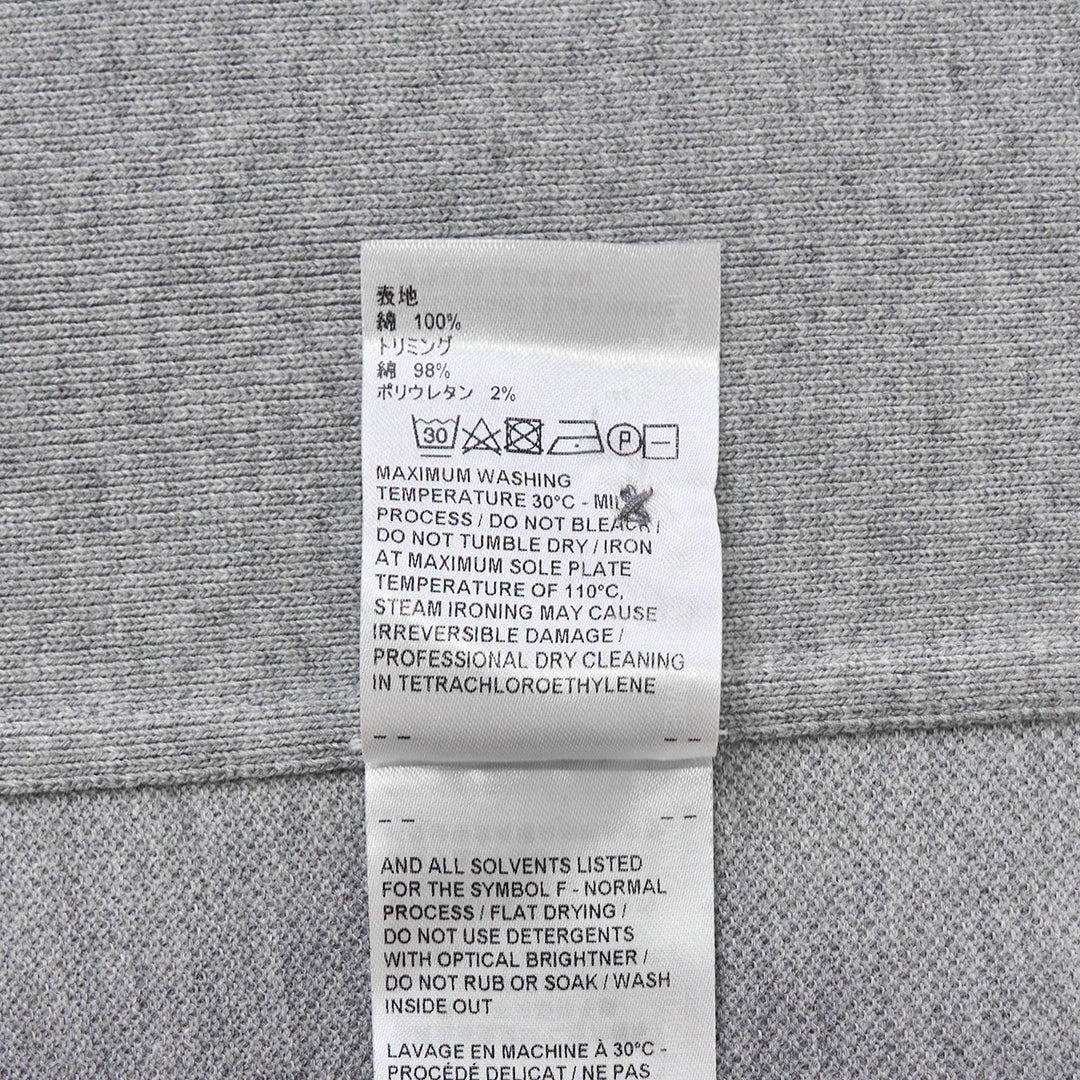 表地
綿 100%
トリミング
綿 98%
ポリウレタン 2%
30 P
MAXIMUM WASHING
TEMPERATURE 30°C - MILD
PROCESS / DO NOT BLEACH /
DO NOT TUMBLE DRY / IRON
AT MAXIMUM SOLE PLATE
TEMPERATURE OF 110°C,
STEAM IRONING MAY CAUSE
IRREVERSIBLE DAMAGE /
PROFESSIONAL DRY CLEANING
IN TETRACHLOROETHYLENE
AND ALL SOLVENTS LISTED
FOR THE SYMBOL F - NORMAL
PROCESS / FLAT DRYING /
DO NOT USE DETERGENTS
WITH OPTICAL BRIGHTNER /
DO NOT RUB OR SOAK / WASH
INSIDE OUT
LAVAGE EN MACHINE À 30°C -
PROCÉDÉ DELICAT / NE PAS